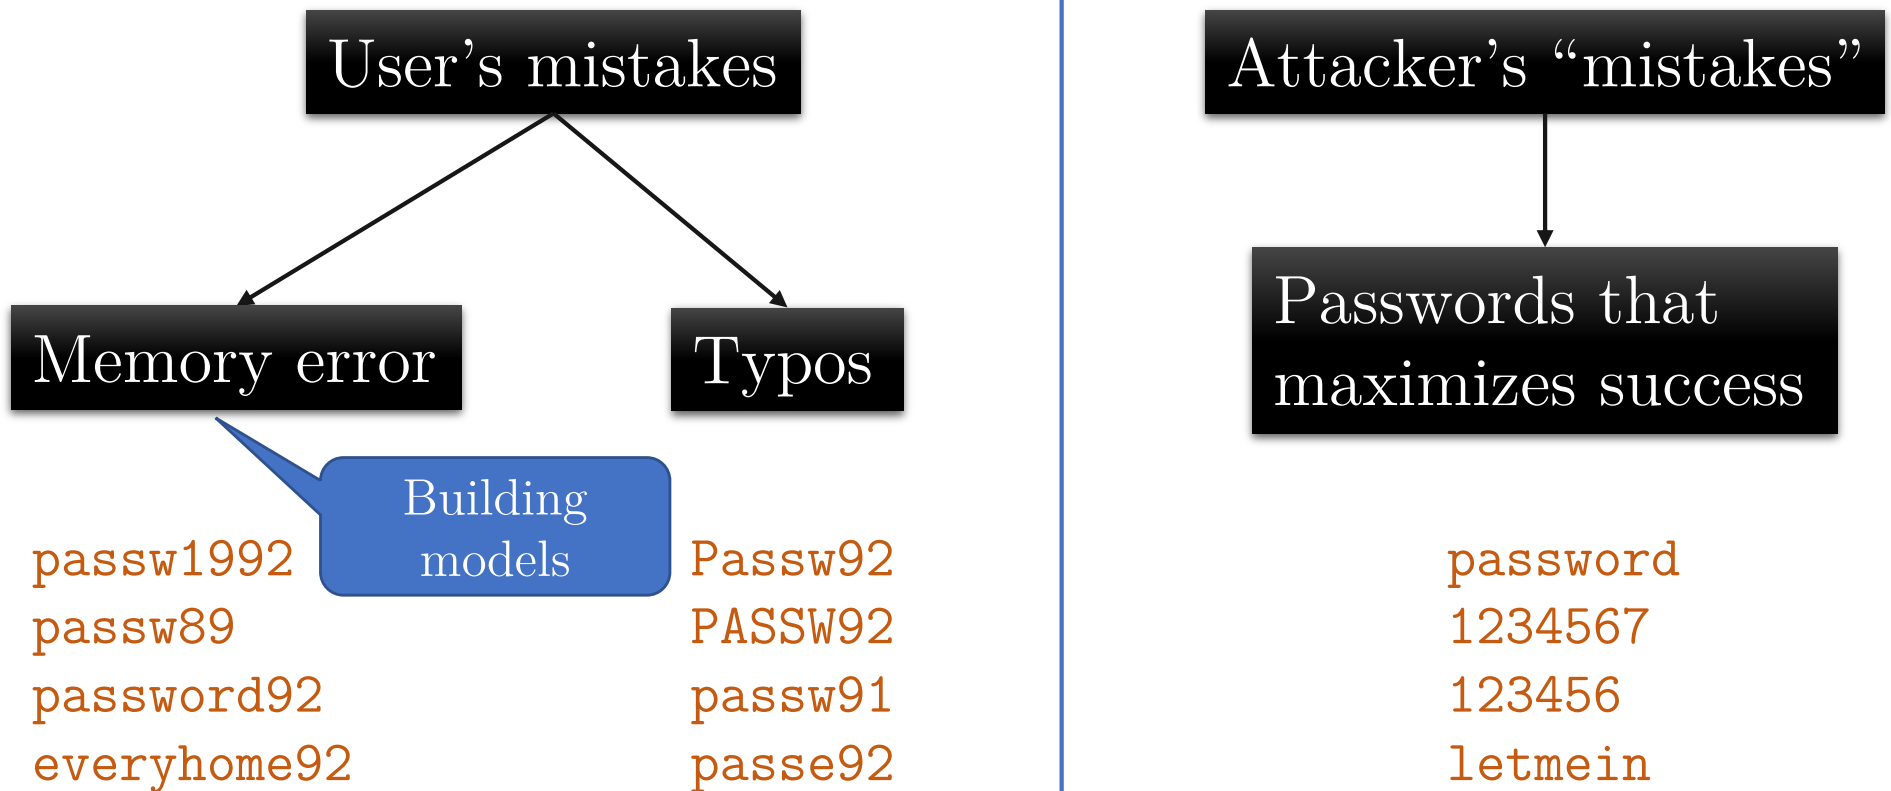 User’s mistakes
Memory error
Typos
Building
models
passw1992
passw89
password92
everyhome92
Passw92
PASSW92
passw91
passe92
Attacker’s “mistakes”
Passwords that
maximizes success
password
1234567
123456
letmein